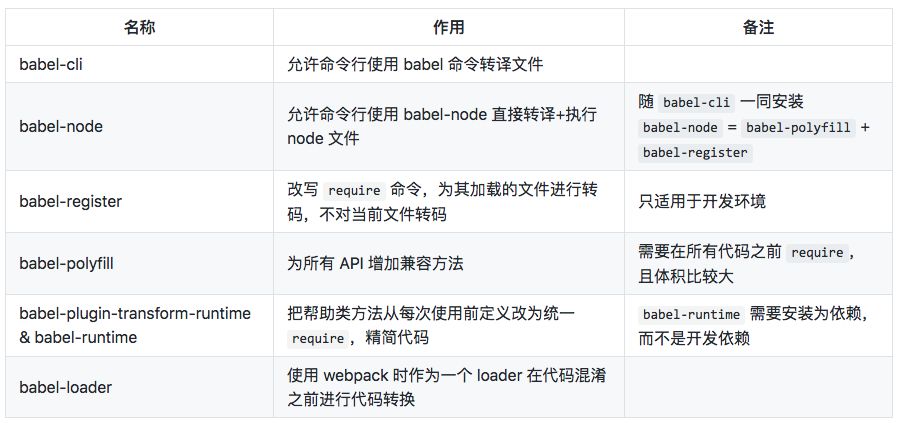 名称 作用 备注
babel-cli 允许命令行使用 babel 命令转译文件
babel-node
允许命令行使用 babel-node 直接转译+执行
node 文件
随 babel-cli 一同安装
babel-node = babel-polyfill +
babel-register
babel-register
改写 require 命令，为其加载的文件进行转
码，不对当前文件转码
只适用于开发环境
babel-polyfill
为所有 API 增加兼容方法
需要在所有代码之前 require，
且体积比较大
babel-plugin-transform-runtime
& babel-runtime
把帮助类方法从每次使用前定义改为统一
require，精简代码
babel-runtime 需要安装为依赖，
而不是开发依赖
babel-loader
使用 webpack 时作为一个 loader 在代码混淆
之前进行代码转换